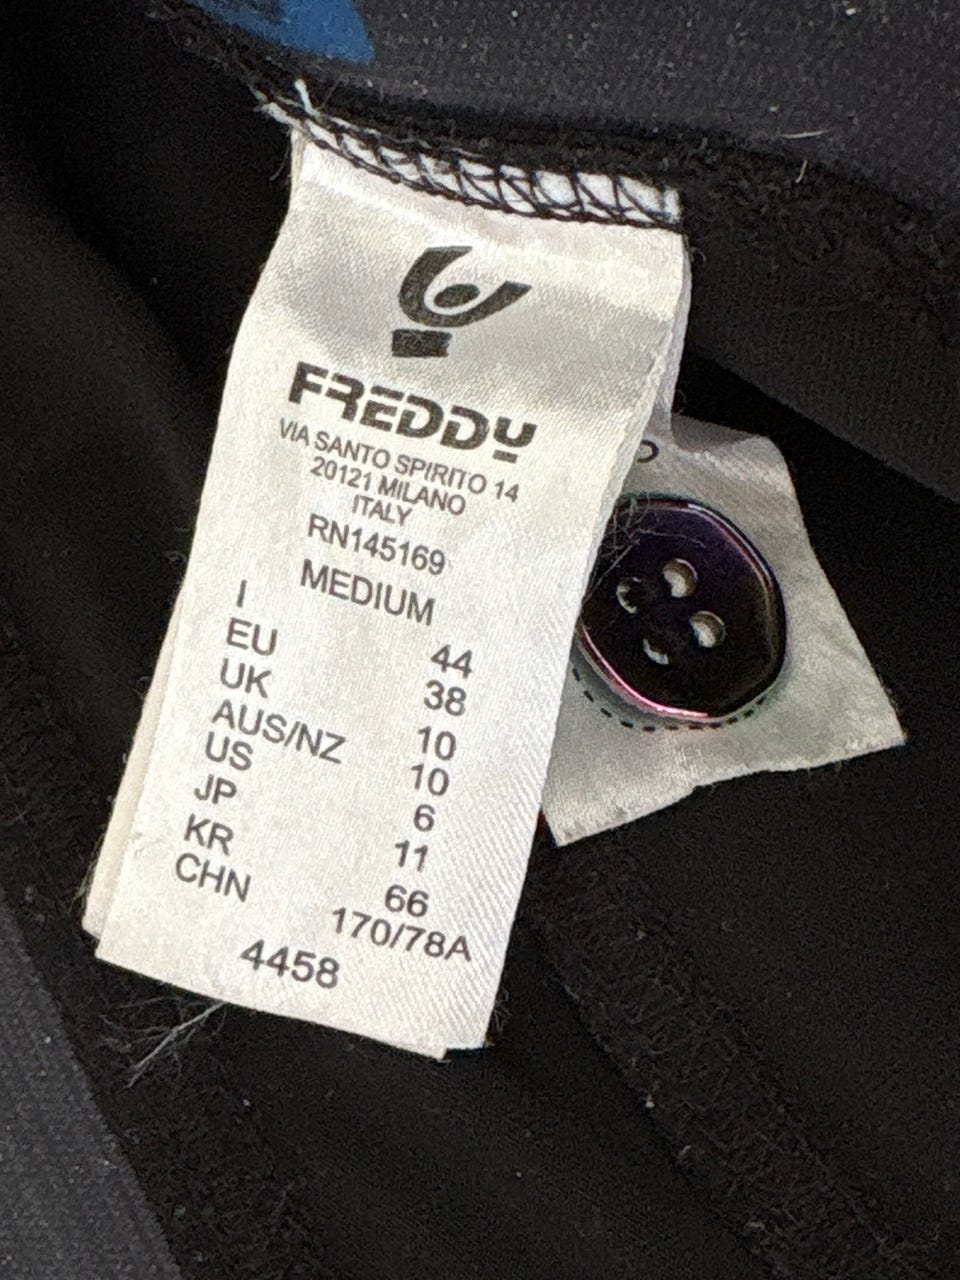 FREDDY
VIA SANTO SPIRITO 14
20121 MILANO
ITALY
RN145169
MEDIUM
I 44
EU 38
UK 10
AUS/NZ 10
US 6
JP 11
KR 66
CHN 170/78A
4458